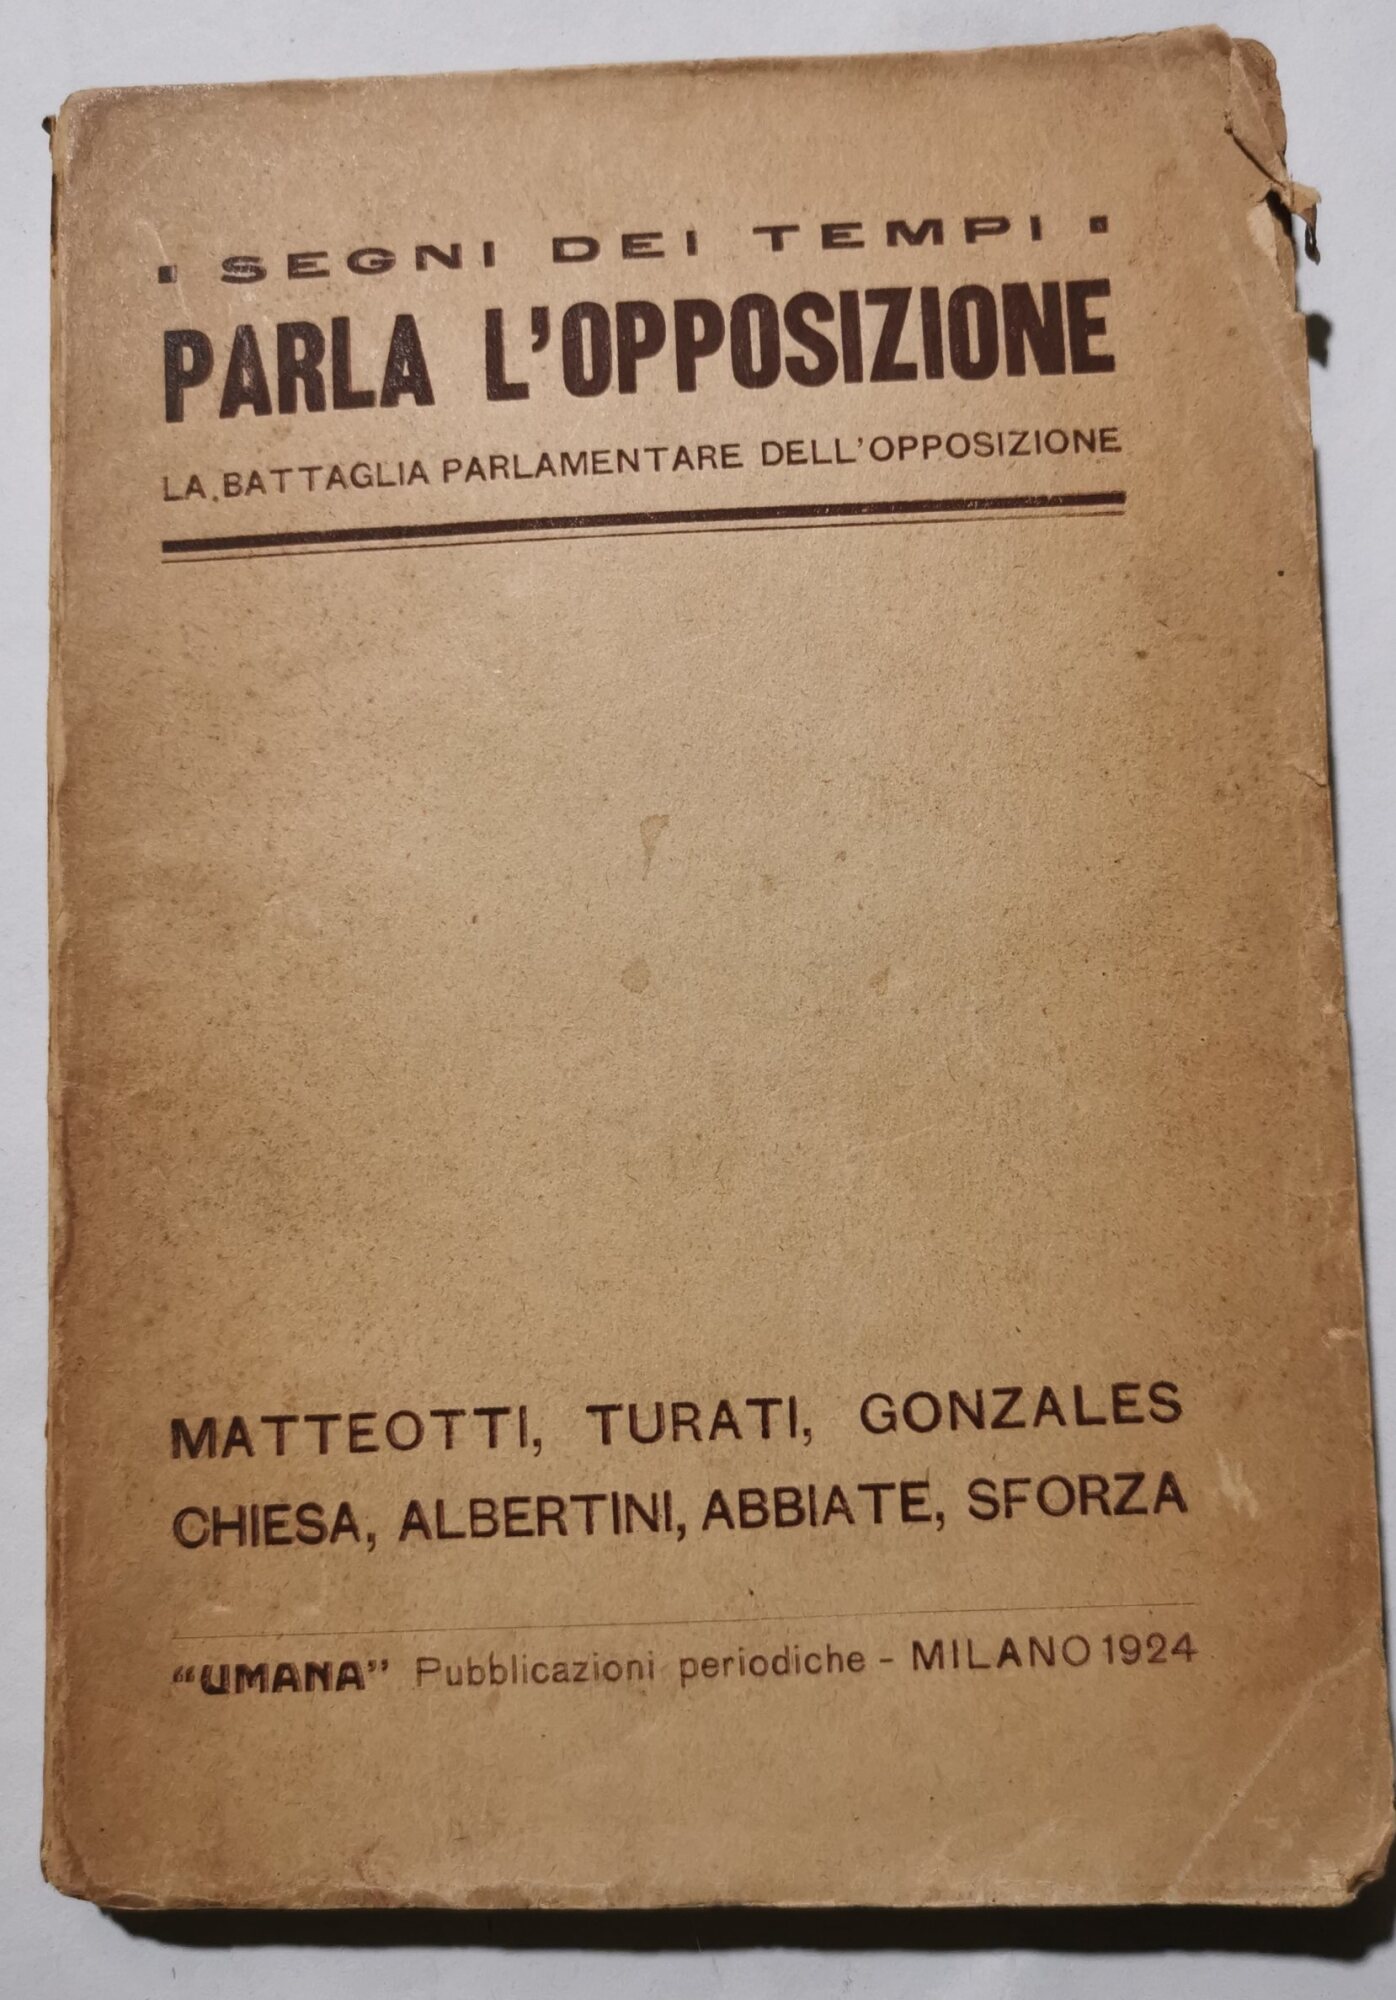 SEGNI DEI TEMPI
PARLA L'OPPOSIZIONE
LA BATTAGLIA PARLAMENTARE DELL'OPPOSIZIONE
MATTEOTTI, TURATI, GONZALES
CHIESA, ALBERTINI, ABBIATE, SFORZA
"UMANA" Pubblicazioni periodiche - MILANO 1924